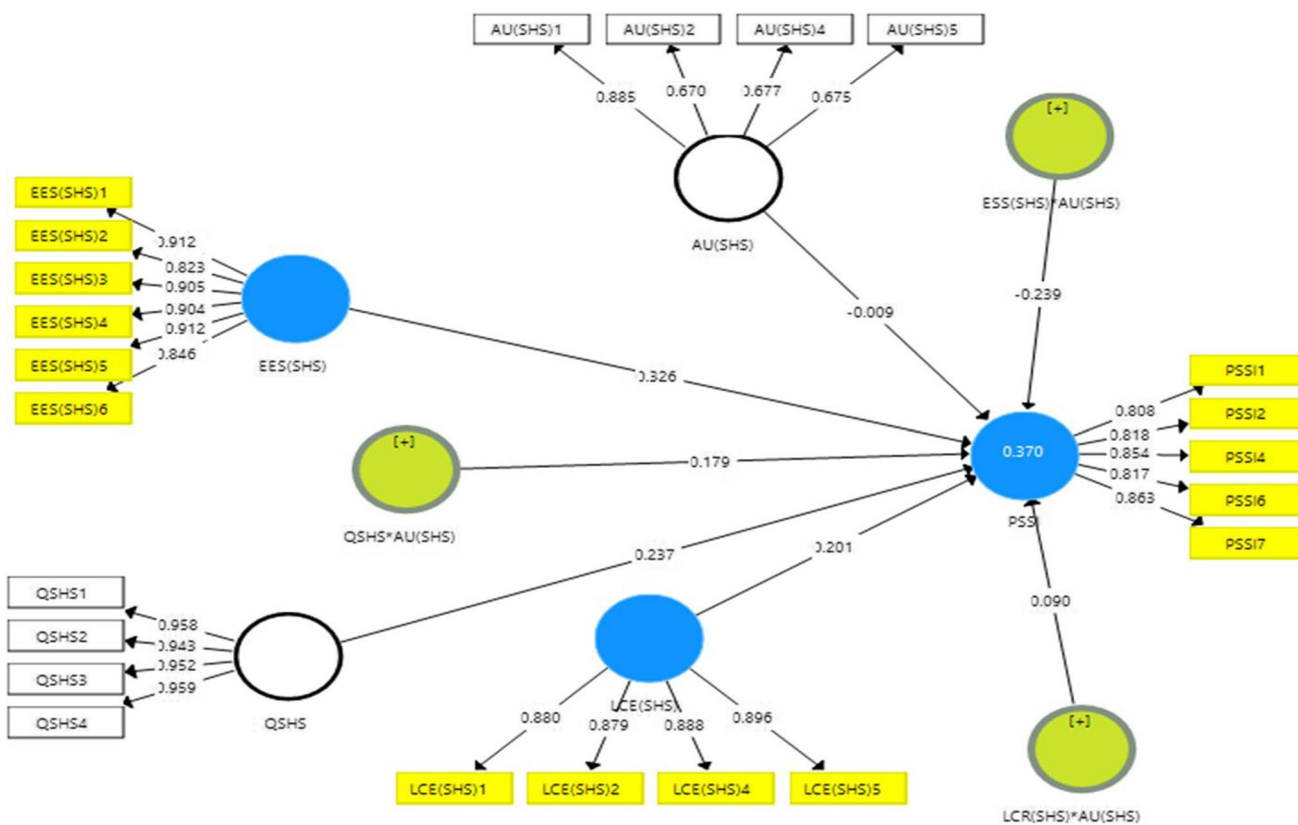 AU(SHS)1 AU(SHS)2 AU(SHS)4 AU(SHS)5
0.885 0.670 0.677 0.675
[+]
ESS(SHS)*AU(SHS)
AU(SHS)
EES(SHS)1
EES(SHS)2
EES(SHS)3
EES(SHS)4
EES(SHS)5
EES(SHS)6
0.912
0.823
0.905
0.904
0.912
0.846
EES(SHS)
-0.009
-0.239
0.326
[+]
QSHS*AU(SHS)
0.179
0.370
PSSI
0.808
0.818
0.854
0.817
0.863
PSSI1
PSSI2
PSSI4
PSSI6
PSSI7
0.237
0.201
0.090
QSHS1
QSHS2
QSHS3
QSHS4
0.958
0.943
0.952
0.959
QSHS
LCE(SHS)
0.880 0.879 0.888 0.896
LCE(SHS)1 LCE(SHS)2 LCE(SHS)4 LCE(SHS)5
[+]
LCR(SHS)*AU(SHS)